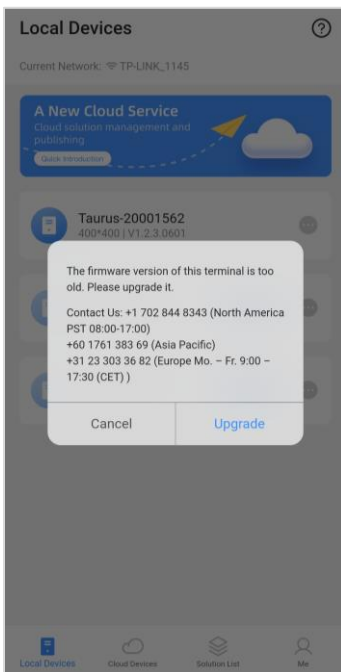 Local Devices
Current Network: TP-LINK_1145
A New Cloud Service
Cloud solution management and
publishing
Quick Introduction
Taurus-20001562
400*400 | V1.2.3.0601
The firmware version of this terminal is too
old. Please upgrade it.
Contact Us: +1 702 844 8343 (North America
PST 08:00-17:00)
+60 1761 383 69 (Asia Pacific)
+31 23 303 36 82 (Europe Mo. – Fr. 9:00 –
17:30 (CET) )
Cancel Upgrade
Local Devices Cloud Devices Solution List Me